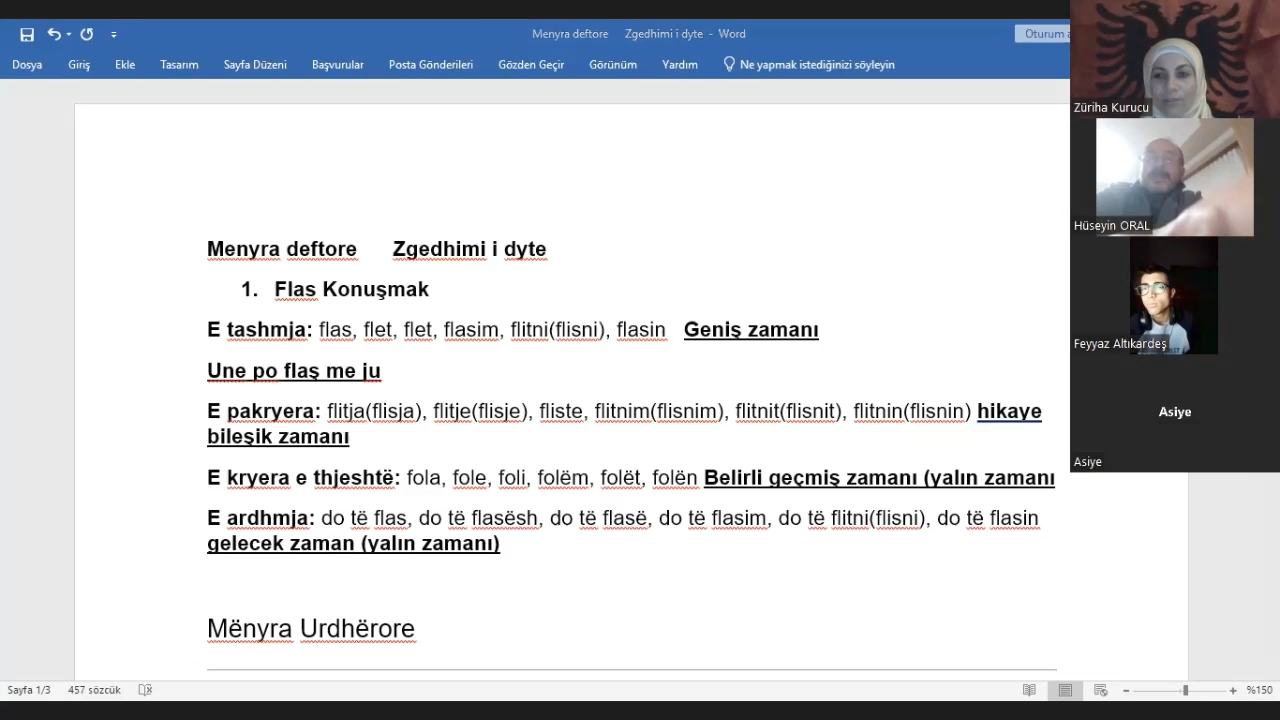 Menyra deftore Zgedhimi i dyte - Word
Oturum a
Dosya Giriş Ekle Tasarım Sayfa Düzeni Başvurular Posta Gönderileri Gözden Geçir Görünüm Yardım Ne yapmak istediğinizi söyleyin
Menyra deftore Zgedhimi i dyte
1. Flas Konuşmak
E tashmja: flas, flet, flet, flasim, flitni(flisni), flasin Geniş zamanı
Une po flaş me ju
E pakryera: flitja(flisja), flitje(flisje), fliste, flitnim(flisnim), flitnit(flisnit), flitnin(flisnin) hikaye
bileşik zamanı
E kryera e thjeshtë: fola, fole, foli, folëm, folët, folën Belirli geçmiş zamanı (yalın zamanı
E ardhmja: do të flas, do të flasësh, do të flasë, do të flasim, do të flitni(flisni), do të flasin
gelecek zaman (yalın zamanı)
Mënyra Urdhërore
Sayfa 1/3 457 sözcük
%150
Züriha Kurucu
Hüseyin ORAL
Feyyaz Altıkardeş
Asiye
Asiye